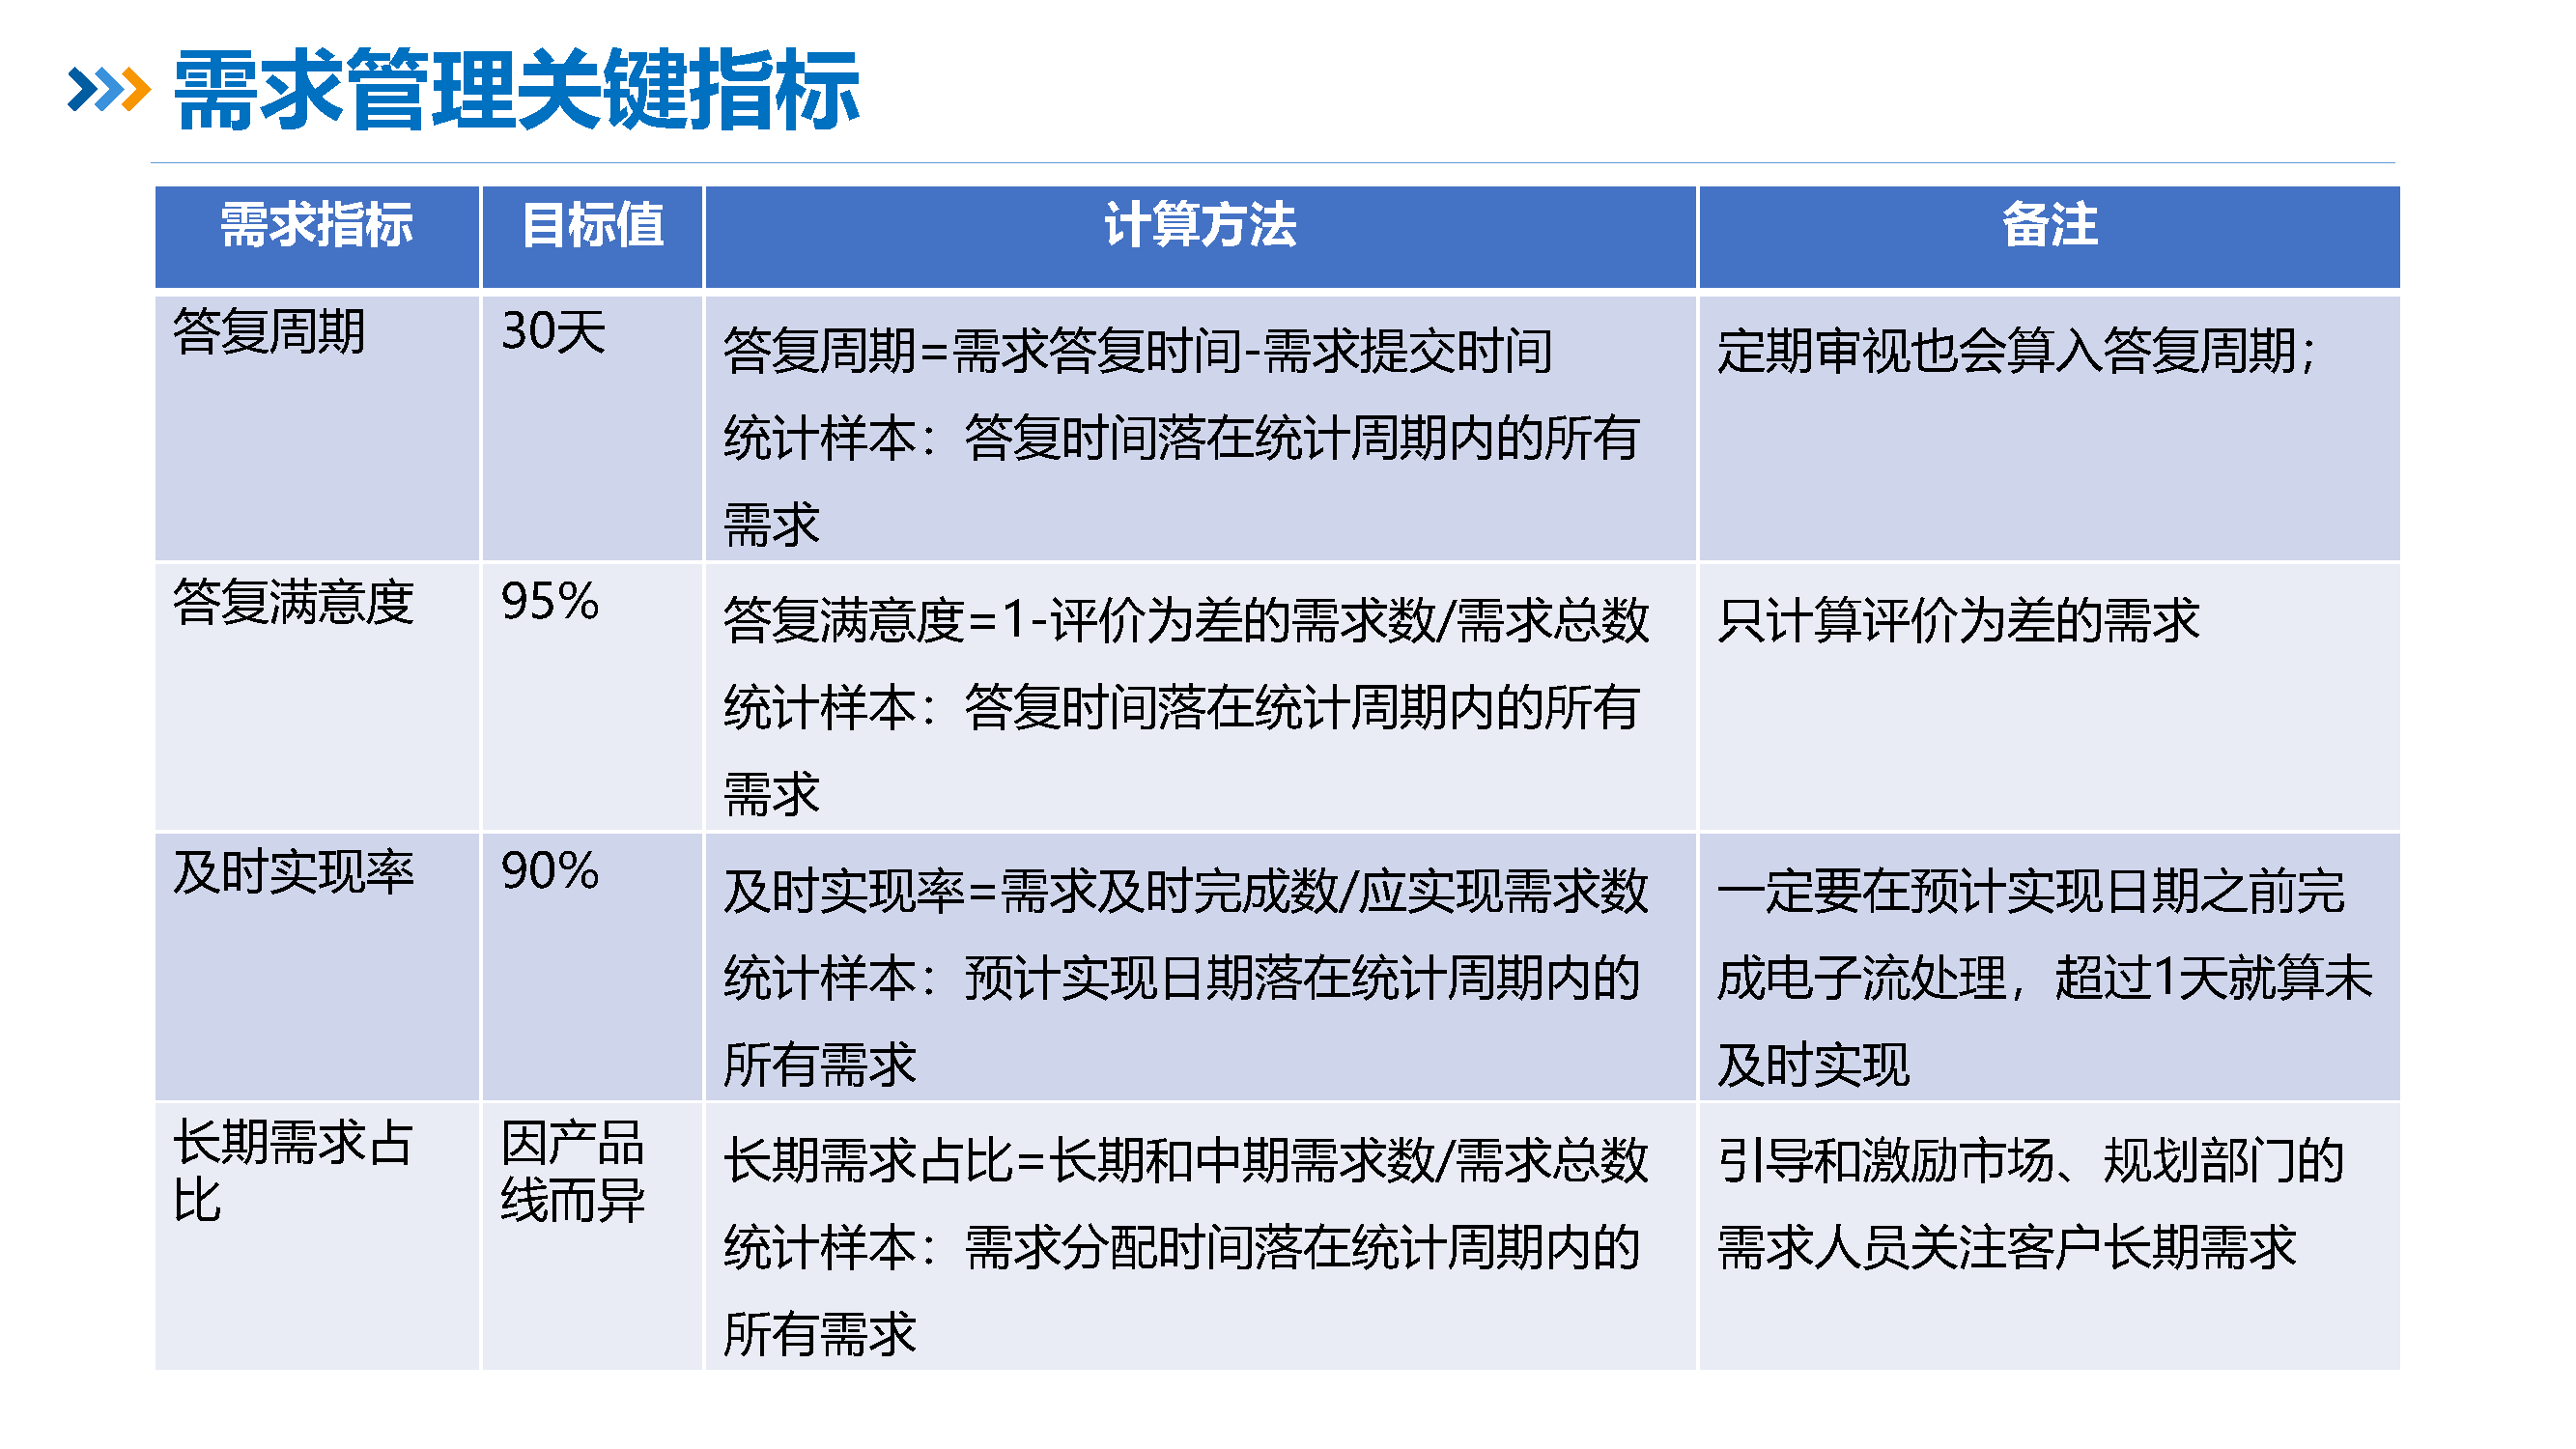 需求管理关键指标
需求指标 目标值 计算方法 备注
答复周期 30天
答复周期=需求答复时间-需求提交时间
统计样本：答复时间落在统计周期内的所有
需求
定期审视也会算入答复周期；
答复满意度 95%
答复满意度=1-评价为差的需求数/需求总数
统计样本：答复时间落在统计周期内的所有
需求
只计算评价为差的需求
及时实现率 90%
及时实现率=需求及时完成数/应实现需求数
统计样本：预计实现日期落在统计周期内的
所有需求
一定要在预计实现日期之前完
成电子流处理，超过1天就算未
及时实现
长期需求占
比
因产品
线而异
长期需求占比=长期和中期需求数/需求总数
统计样本：需求分配时间落在统计周期内的
所有需求
引导和激励市场、规划部门的
需求人员关注客户长期需求